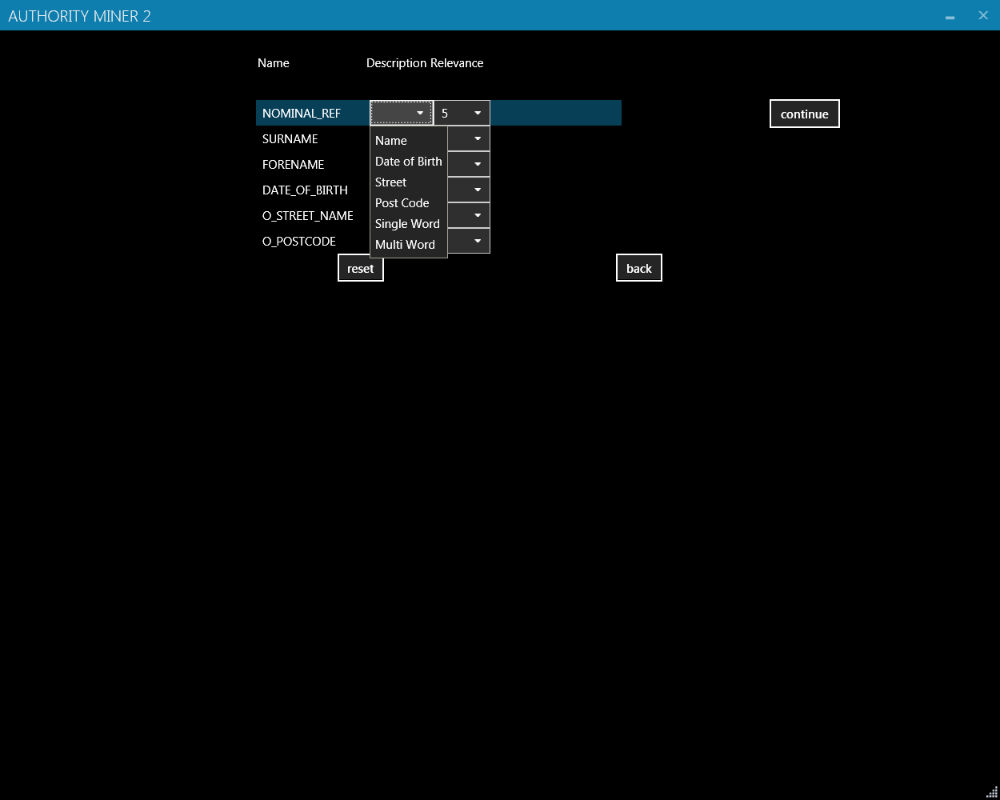 AUTHORITY MINER 2
Name Description Relevance
NOMINAL_REF 5 continue
SURNAME Name
FORENAME Date of Birth
DATE_OF_BIRTH Street
O_STREET_NAME Post Code
O_POSTCODE Single Word
Multi Word
reset back